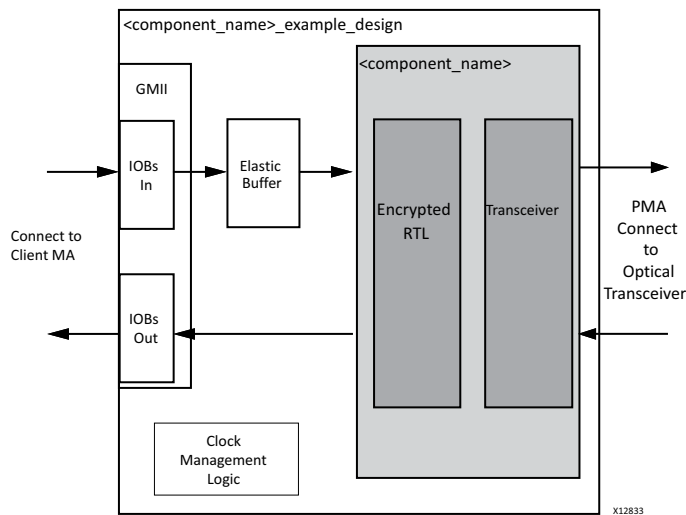 <component_name>_example_design
<component_name>
GMII
IOBs
In
Elastic
Buffer
Encrypted
RTL
Transceiver
Connect to
Client MA
PMA
Connect
to
Optical
Transceiver
IOBs
Out
Clock
Management
Logic
X12833